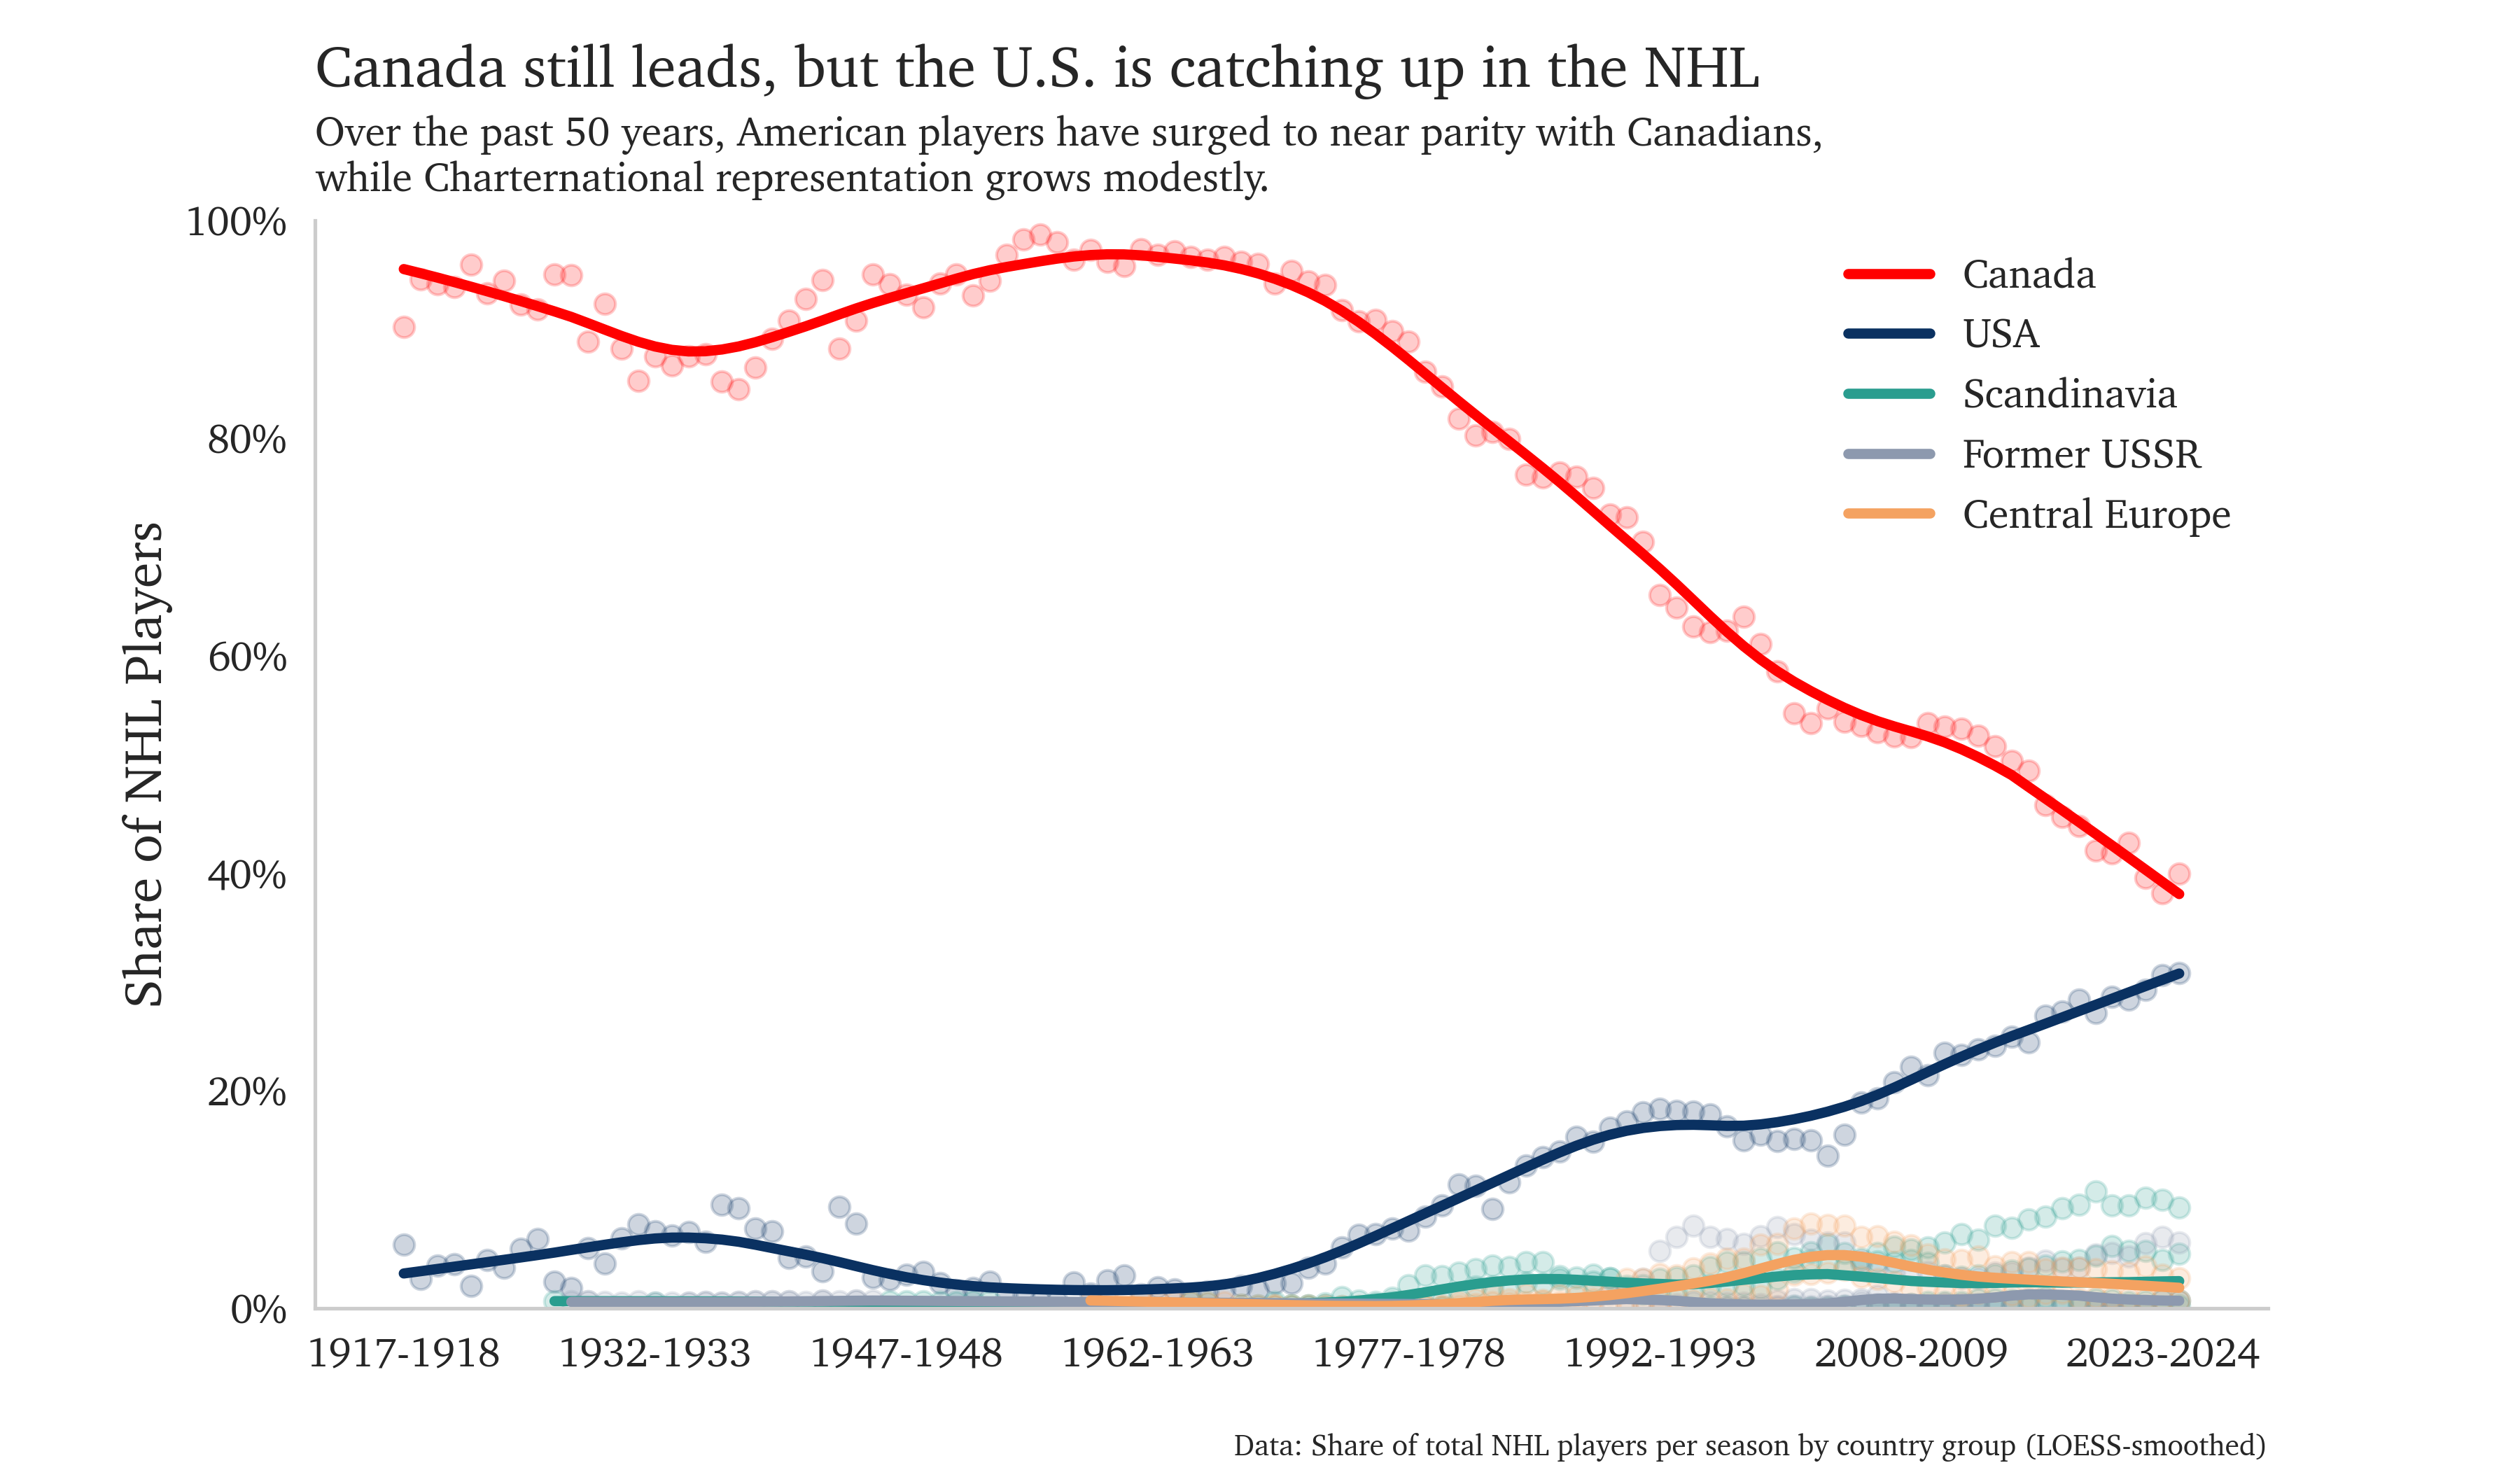 Canada still leads, but the U.S. is catching up in the NHL
Over the past 50 years, American players have surged to near parity with Canadians,
while Charternational representation grows modestly.
100%
80%
60%
40%
20%
0%
Share of NHL Players
Canada
USA
Scandinavia
Former USSR
Central Europe
1917-1918
1932-1933
1947-1948
1962-1963
1977-1978
1992-1993
2008-2009
2023-2024
Data: Share of total NHL players per season by country group (LOESS-smoothed)